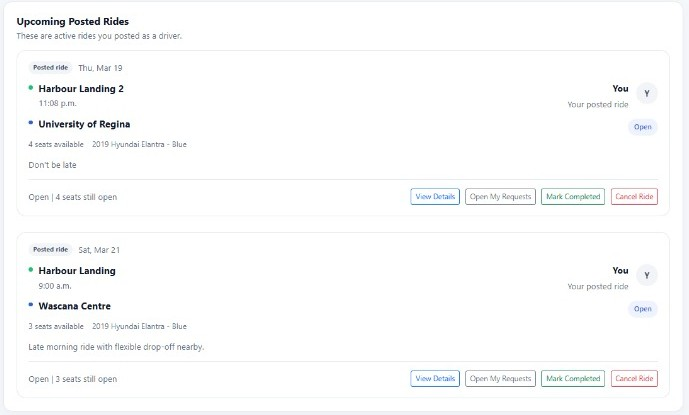 Upcoming Posted Rides
These are active rides you posted as a driver.
Posted ride Thu, Mar 19
Harbour Landing 2
You
Y
11:08 p.m.
Your posted ride
University of Regina
Open
4 seats available 2019 Hyundai Elantra - Blue
Don't be late
Open | 4 seats still open
View Details
Open My Requests
Mark Completed
Cancel Ride
Posted ride Sat, Mar 21
Harbour Landing
You
Y
9:00 a.m.
Your posted ride
Wascana Centre
Open
3 seats available 2019 Hyundai Elantra - Blue
Late morning ride with flexible drop-off nearby.
Open | 3 seats still open
View Details
Open My Requests
Mark Completed
Cancel Ride